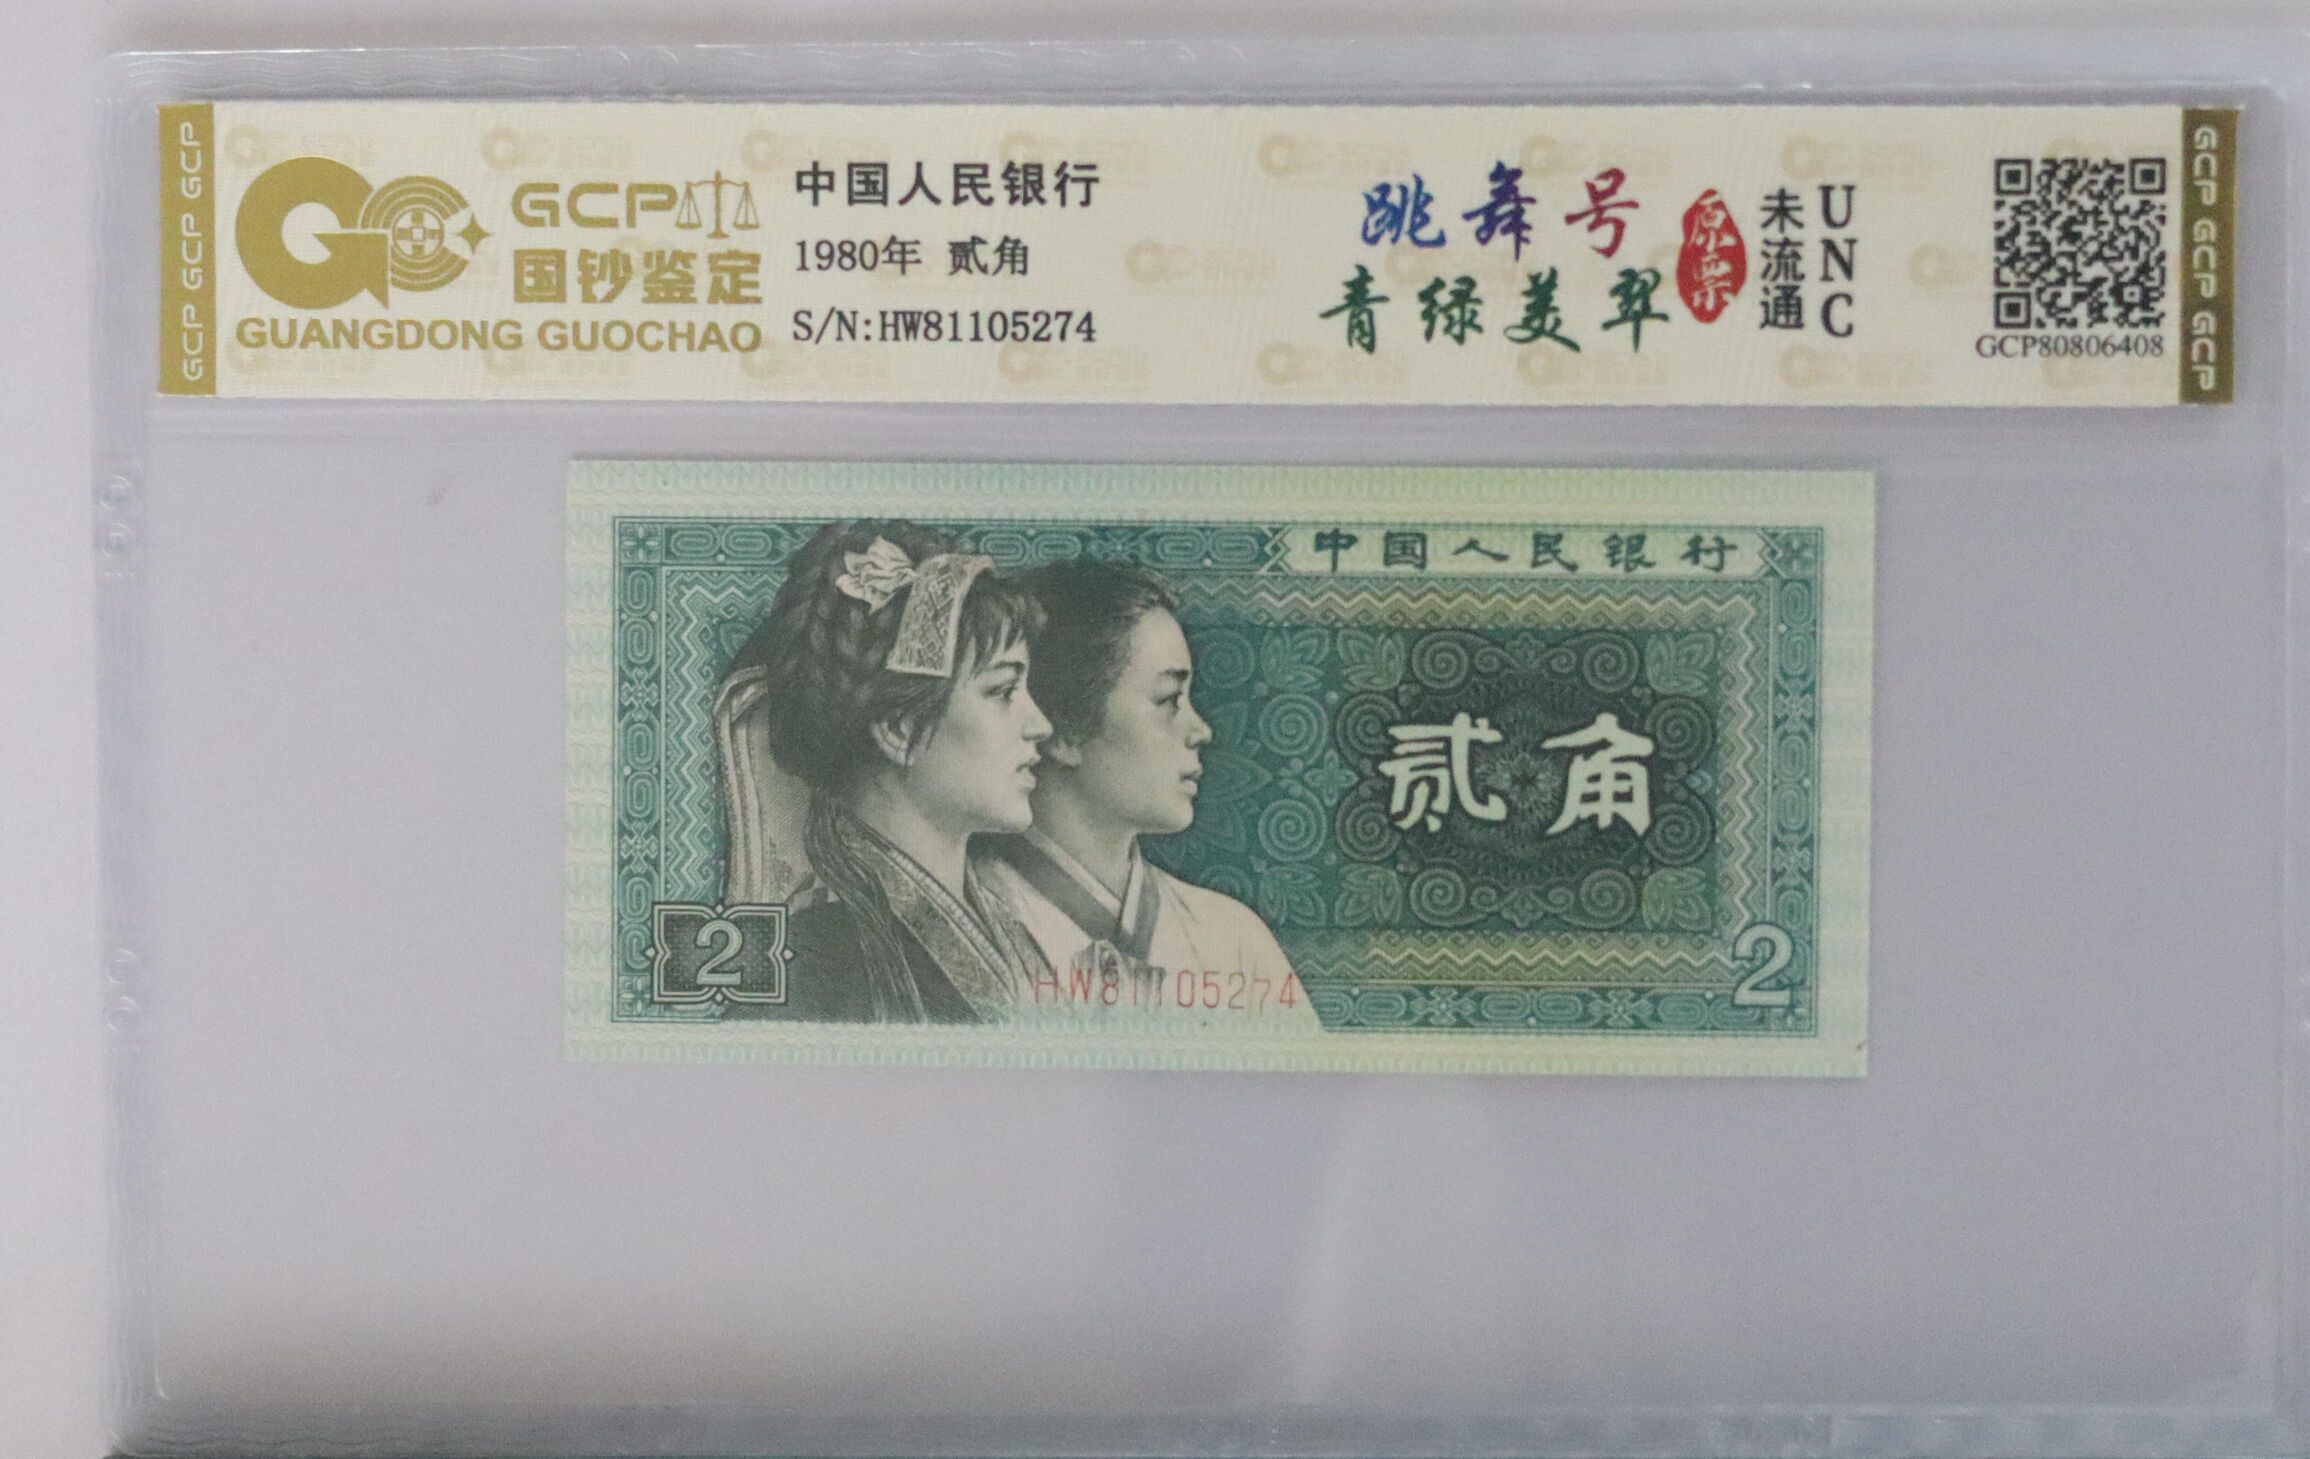 GCP GCP GCP
GCP
国钞鉴定
GUANGDONG GUOCHAO
中国人民银行
1980年 贰角
S/N:HW81105274
跳舞号
青绿美翠
原票
未流通
UNC
GCP80806408
GCP GCP GCP
中国人民银行
贰角
2
2
HW81105274